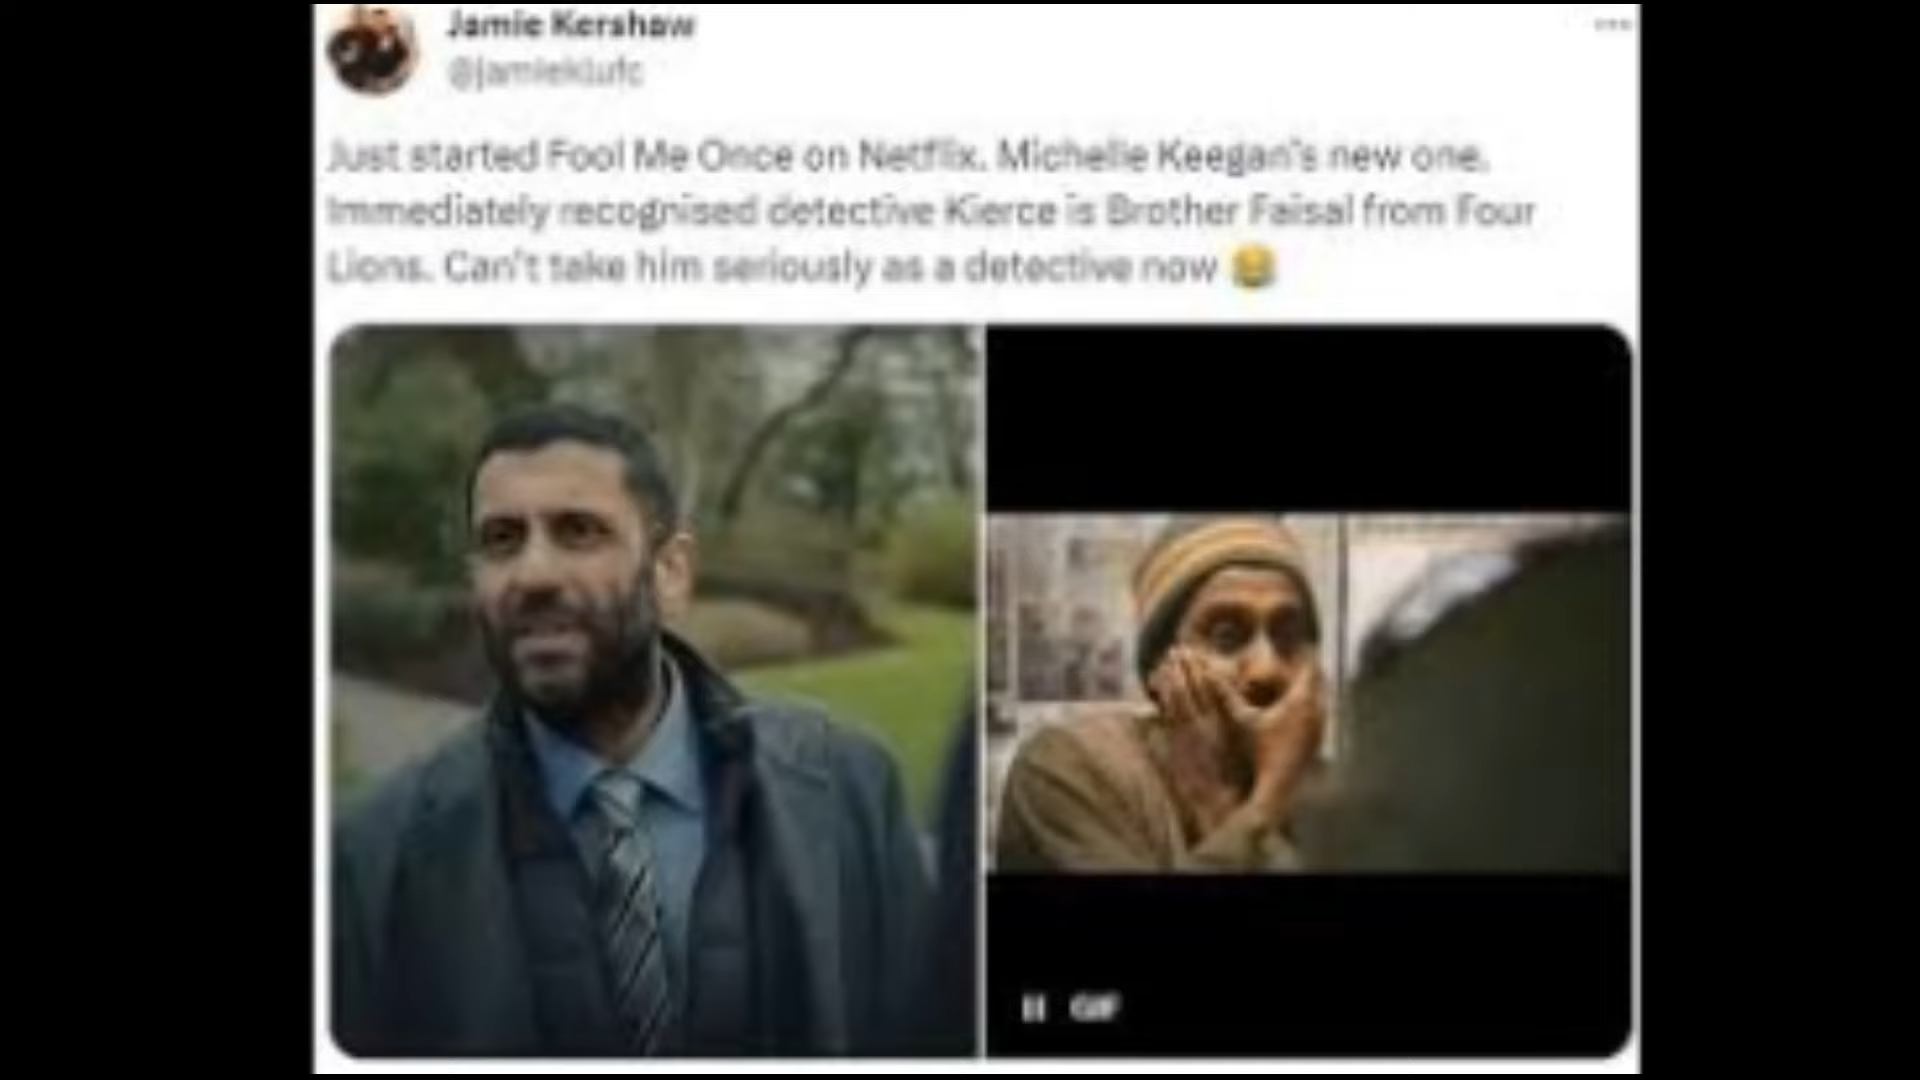 Jamie Kershaw
@jamieklufc
Just started Fool Me Once on Netflix. Michelle Keegan's new one.
Immediately recognised detective Kierce is Brother Faisal from Four
Lions. Can't take him seriously as a detective now 😂
GIF